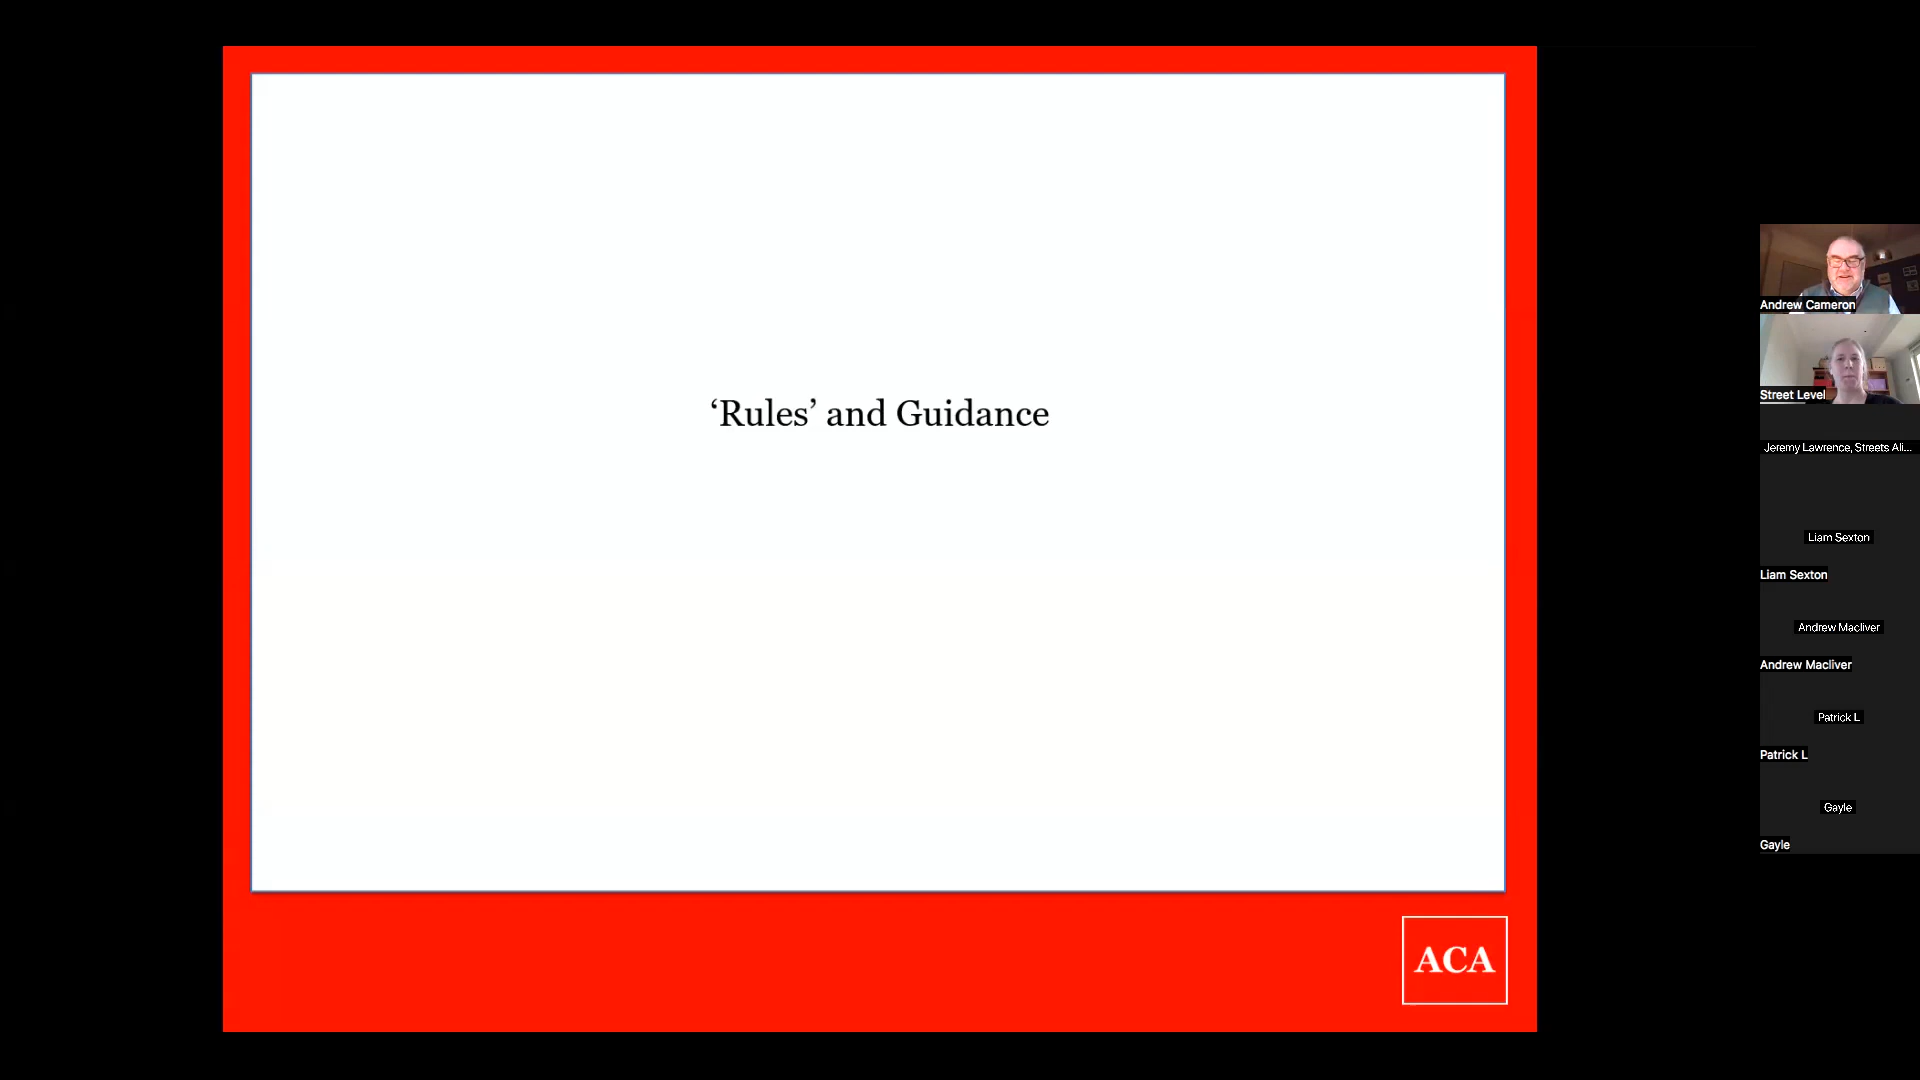 ‘Rules’ and Guidance
ACA
Andrew Cameron
Street Level
Jeremy Lawrence, Streets Ali...
Liam Sexton
Liam Sexton
Andrew Macliver
Andrew Macliver
Patrick L
Patrick L
Gayle
Gayle